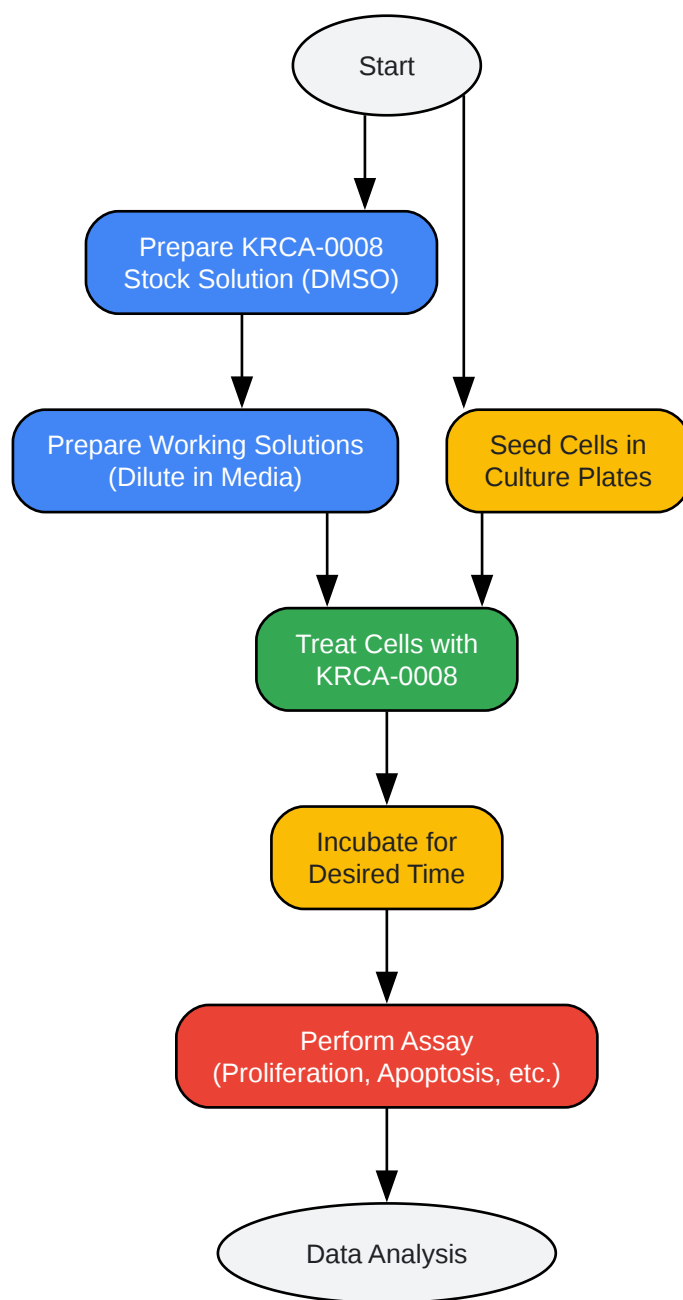 Start
Prepare KRCA-0008
Stock Solution (DMSO)
Prepare Working Solutions
(Dilute in Media)
Seed Cells in
Culture Plates
Treat Cells with
KRCA-0008
Incubate for
Desired Time
Perform Assay
(Proliferation, Apoptosis, etc.)
Data Analysis